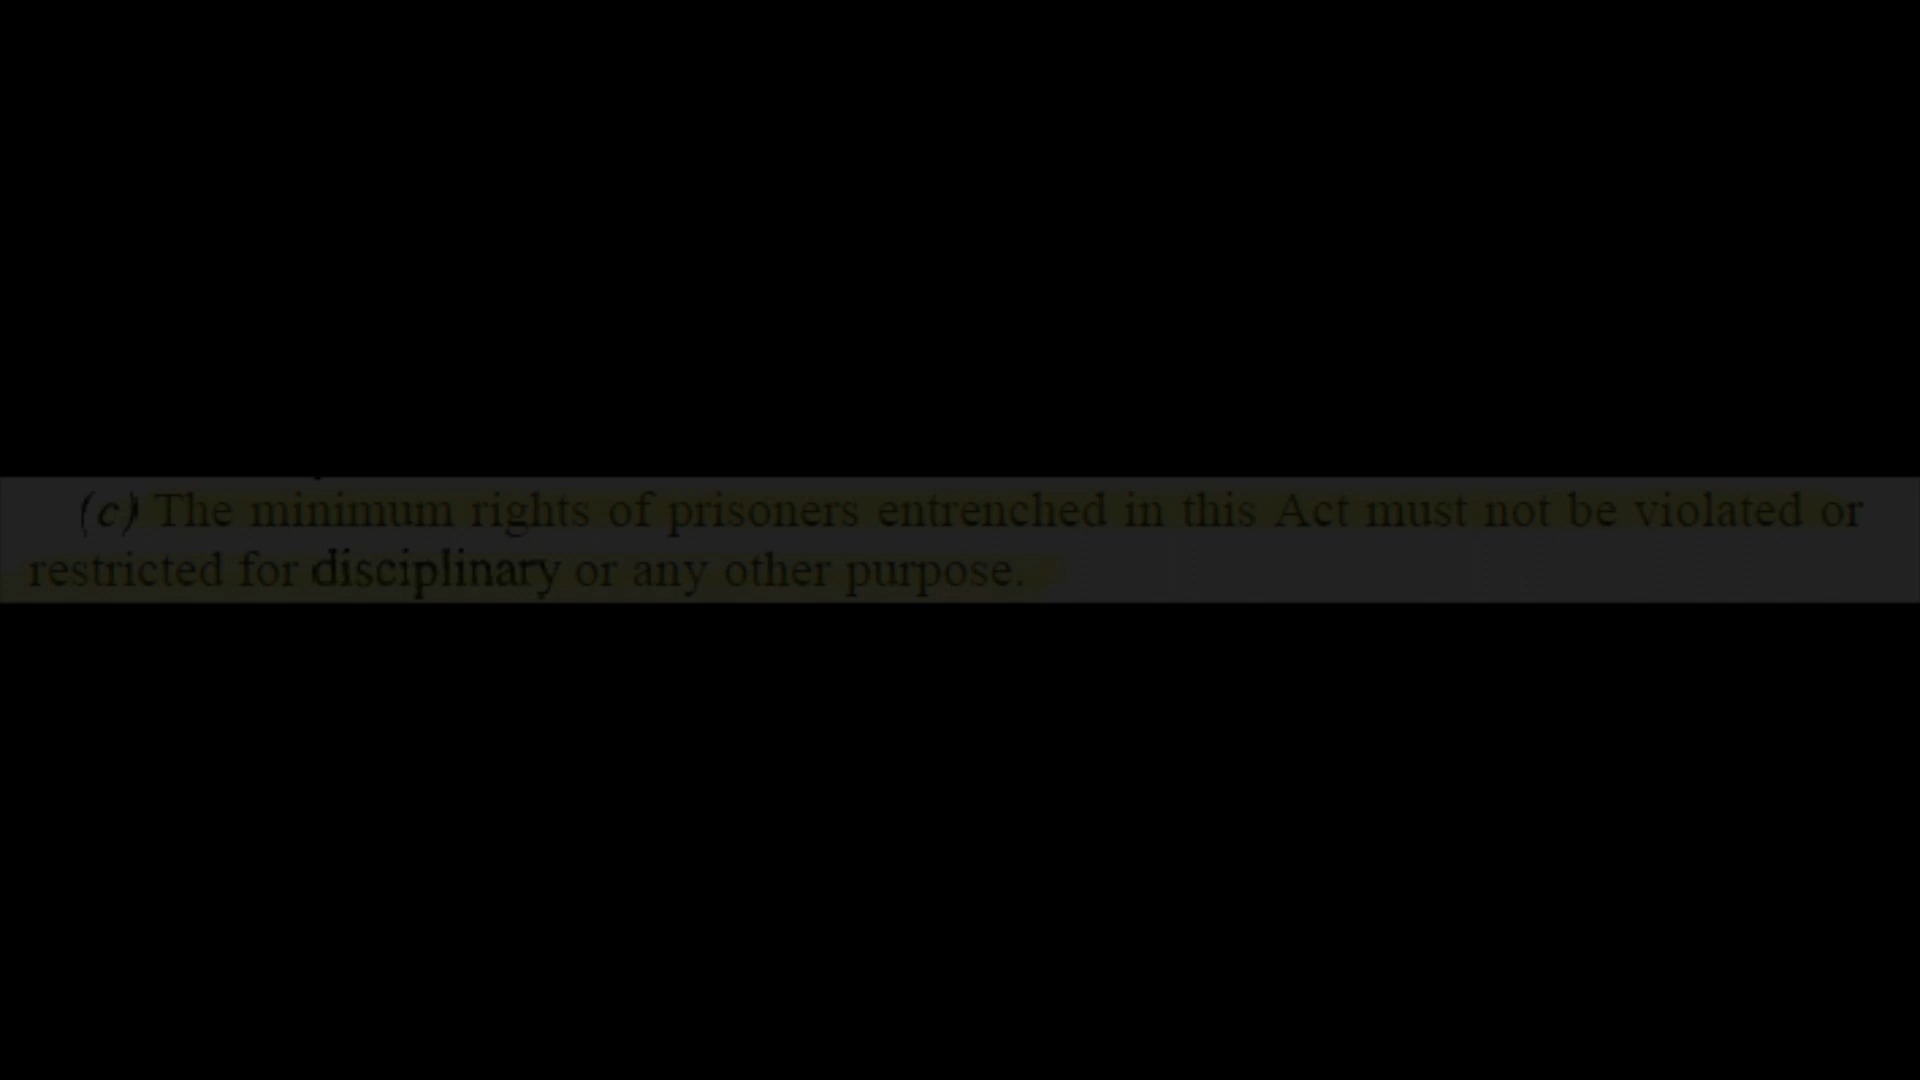 (c) The minimum rights of prisoners entrenched in this Act must not be violated or
restricted for disciplinary or any other purpose.